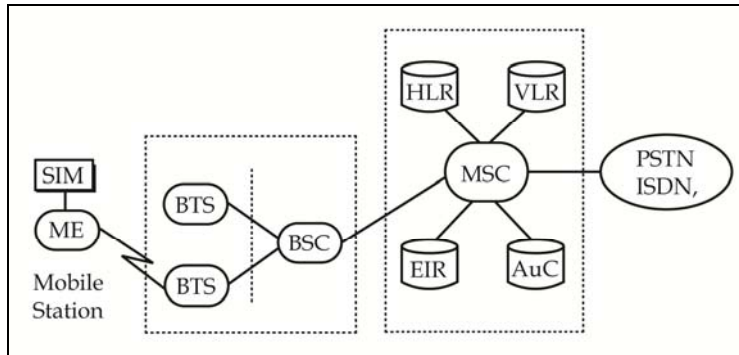 HLR
VLR
SIM
ME
BTS
BSC
MSC
PSTN
ISDN,
BTS
EIR
AuC
Mobile
Station